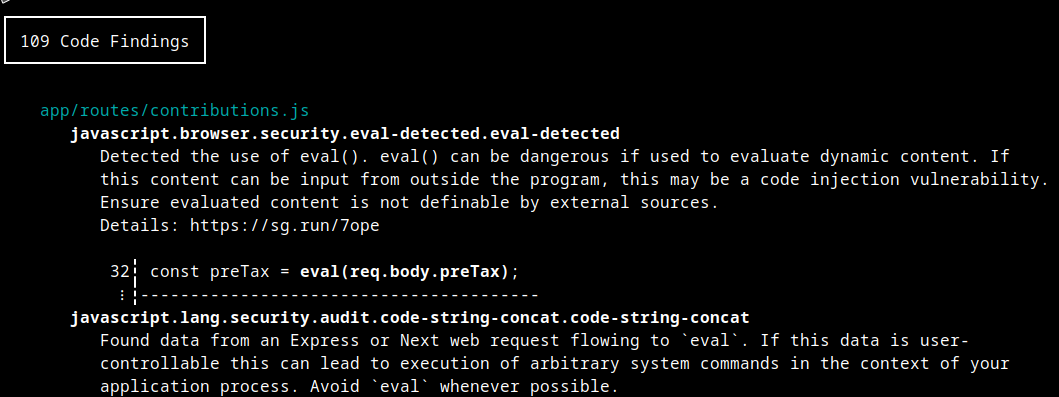 109 Code Findings
app/routes/contributions.js
javascript.browser.security.eval-detected.eval-detected
Detected the use of eval(). eval() can be dangerous if used to evaluate dynamic content. If
this content can be input from outside the program, this may be a code injection vulnerability.
Ensure evaluated content is not definable by external sources.
Details: https://sg.run/7ope
32┆ const preTax = eval(req.body.preTax);
⋮┆----------------------------------------
javascript.lang.security.audit.code-string-concat.code-string-concat
Found data from an Express or Next web request flowing to `eval`. If this data is user-
controllable this can lead to execution of arbitrary system commands in the context of your
application process. Avoid `eval` whenever possible.